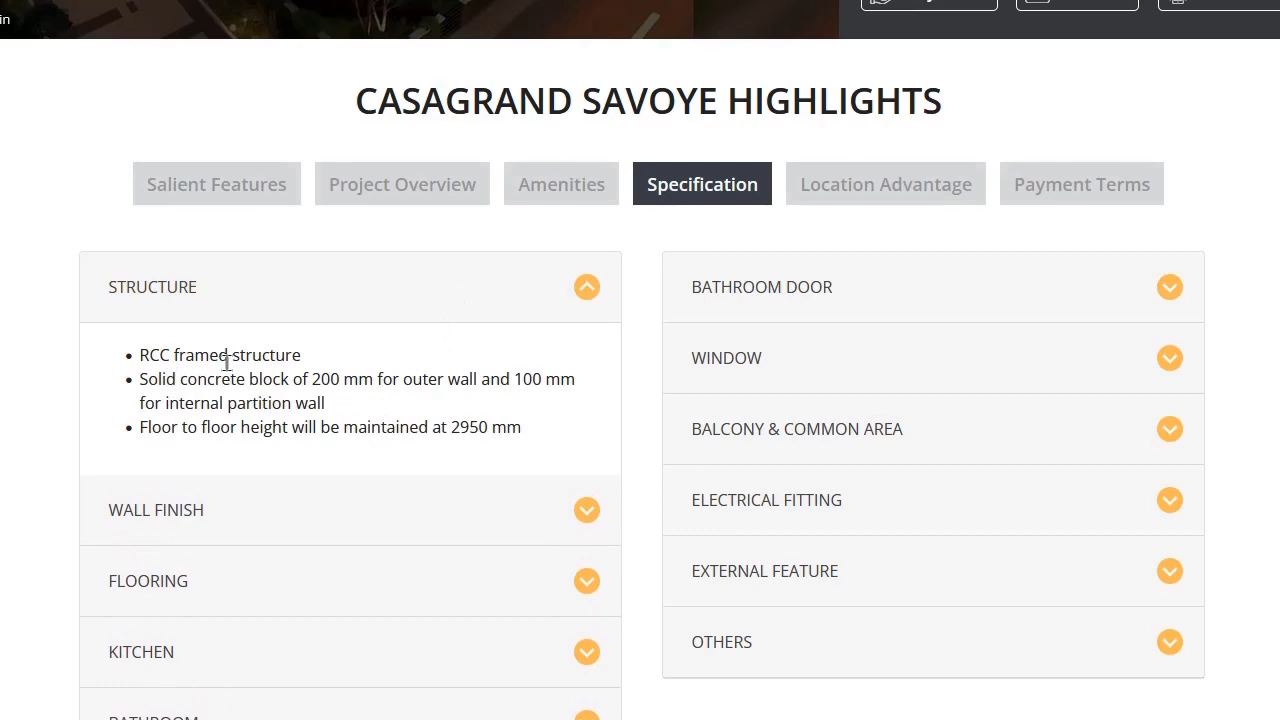 in
CASAGRAND SAVOYE HIGHLIGHTS
Salient Features
Project Overview
Amenities
Specification
Location Advantage
Payment Terms
STRUCTURE
RCC framed structure
Solid concrete block of 200 mm for outer wall and 100 mm
for internal partition wall
Floor to floor height will be maintained at 2950 mm
WALL FINISH
FLOORING
KITCHEN
BATHROOM
BATHROOM DOOR
WINDOW
BALCONY & COMMON AREA
ELECTRICAL FITTING
EXTERNAL FEATURE
OTHERS